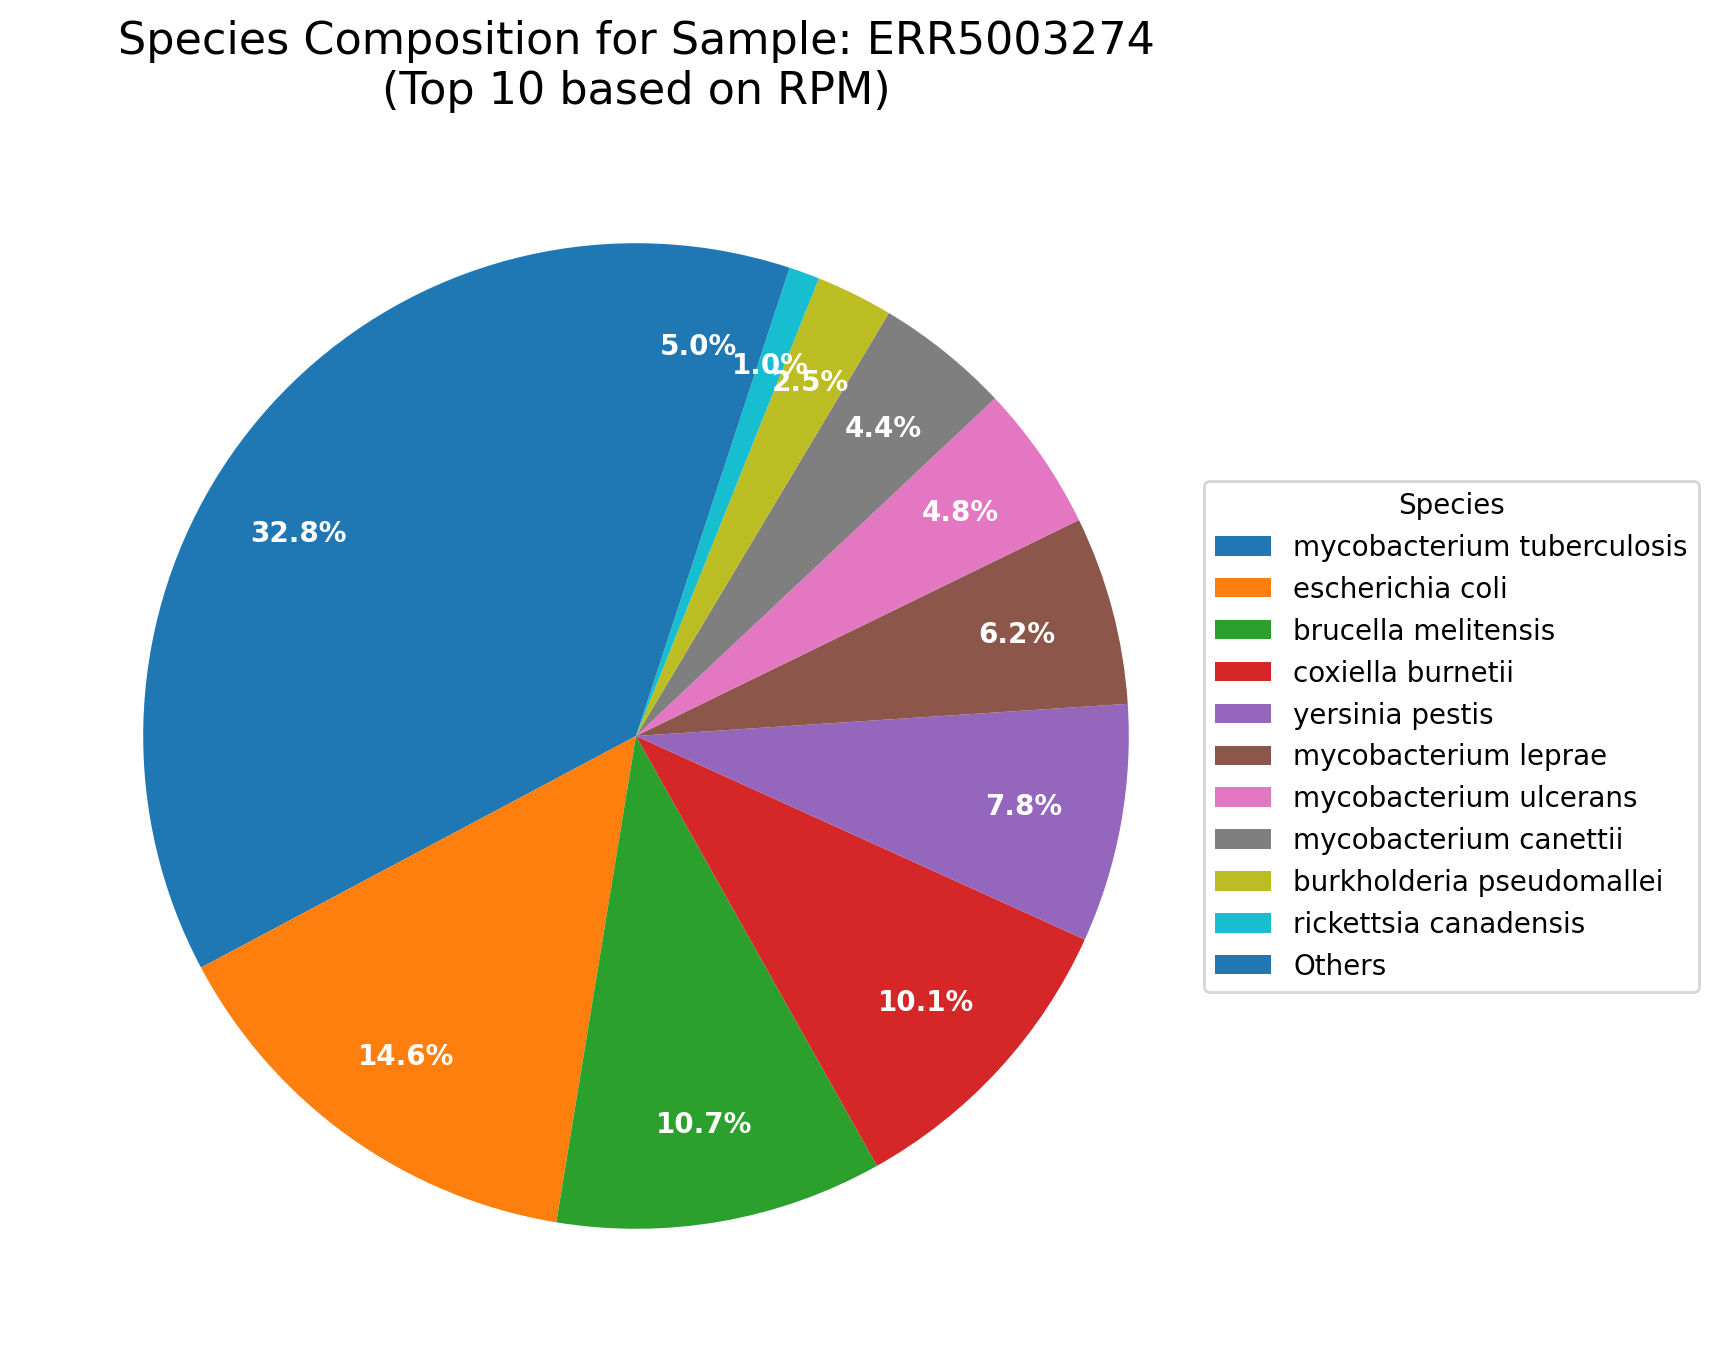 Species Composition for Sample: ERR5003274
(Top 10 based on RPM)
5.0%
1.0%
2.5%
4.4%
4.8%
32.8%
6.2%
7.8%
10.1%
14.6%
10.7%
Species
mycobacterium tuberculosis
escherichia coli
brucella melitensis
coxiella burnetii
yersinia pestis
mycobacterium leprae
mycobacterium ulcerans
mycobacterium canettii
burkholderia pseudomallei
rickettsia canadensis
Others